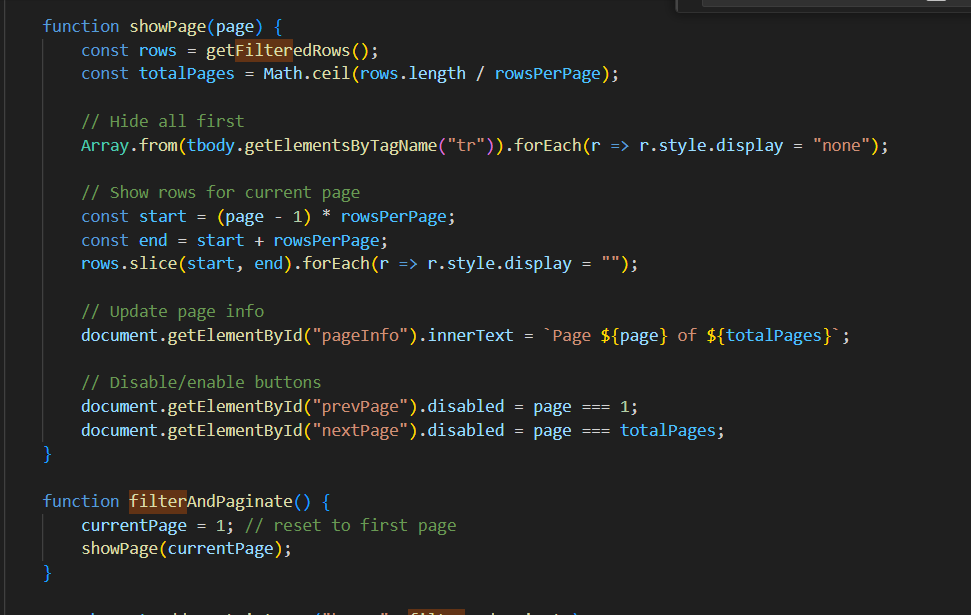 function showPage(page) {
const rows = getFilteredRows();
const totalPages = Math.ceil(rows.length / rowsPerPage);
// Hide all first
Array.from(tbody.getElementsByTagName("tr")).forEach(r => r.style.display = "none");
// Show rows for current page
const start = (page - 1) * rowsPerPage;
const end = start + rowsPerPage;
rows.slice(start, end).forEach(r => r.style.display = "");
// Update page info
document.getElementById("pageInfo").innerText = `Page ${page} of ${totalPages}`;
// Disable/enable buttons
document.getElementById("prevPage").disabled = page === 1;
document.getElementById("nextPage").disabled = page === totalPages;
}
function filterAndPaginate() {
currentPage = 1; // reset to first page
showPage(currentPage);
}